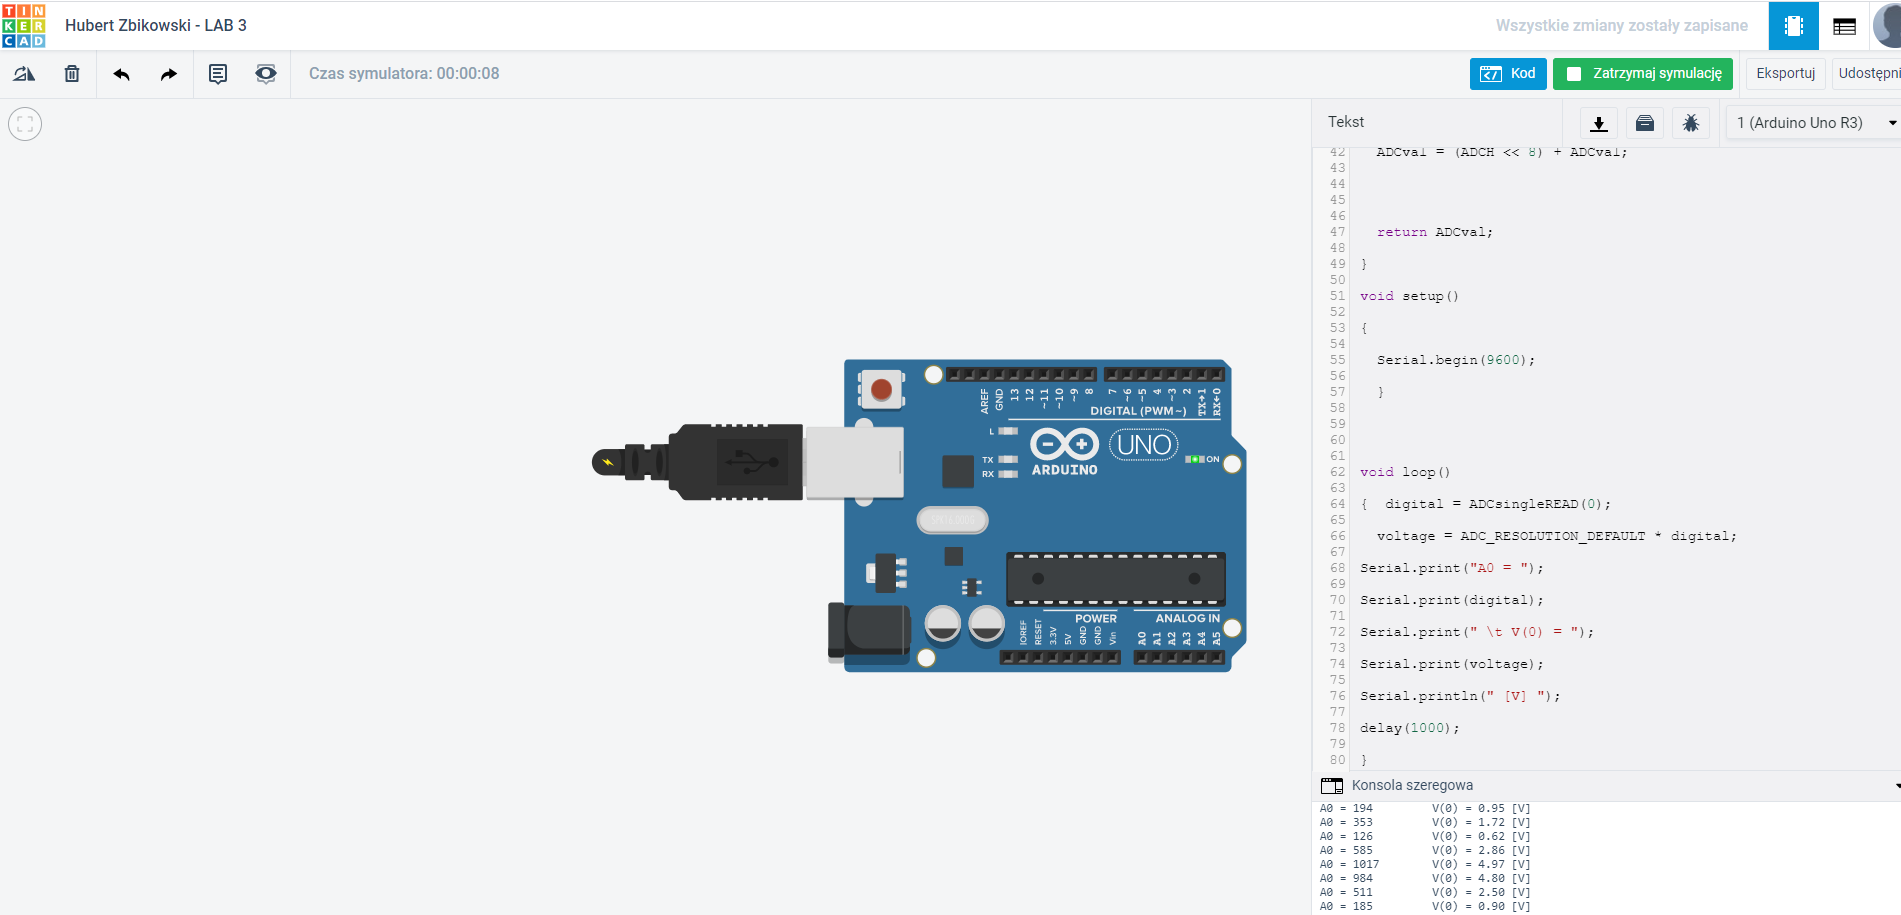 TIN
KER
CAD
Hubert Zbikowski - LAB 3
Wszystkie zmiany zostały zapisane
Czas symulatora: 00:00:08
Kod
Zatrzymaj symulację
Eksportuj
Udostępni
Tekst
1 (Arduino Uno R3)
42 ADCval = (ADCH << 8) + ADCval;
43
44
45
46
47 return ADCval;
48
49 }
50
51 void setup()
52
53 {
54
55 Serial.begin(9600);
56
57 }
58
59
60
61
62 void loop()
63
64 { digital = ADCsingleREAD(0);
65
66 voltage = ADC_RESOLUTION_DEFAULT * digital;
67
68 Serial.print("A0 = ");
69
70 Serial.print(digital);
71
72 Serial.print(" \t V(0) = ");
73
74 Serial.print(voltage);
75
76 Serial.println(" [V] ");
77
78 delay(1000);
79
80 }
AREF GND 13 12 ~11 ~10 ~9 8 7 ~6 ~5 4 ~3 2 TX→1 RX←0
DIGITAL (PWM~)
L
TX
RX
ARDUINO
UNO
ON
POWER
ANALOG IN
IOREF RESET 3.3V 5V GND GND Vin A0 A1 A2 A3 A4 A5
Konsola szeregowa
A0 = 194 V(0) = 0.95 [V]
A0 = 353 V(0) = 1.72 [V]
A0 = 126 V(0) = 0.62 [V]
A0 = 585 V(0) = 2.86 [V]
A0 = 1017 V(0) = 4.97 [V]
A0 = 984 V(0) = 4.80 [V]
A0 = 511 V(0) = 2.50 [V]
A0 = 185 V(0) = 0.90 [V]